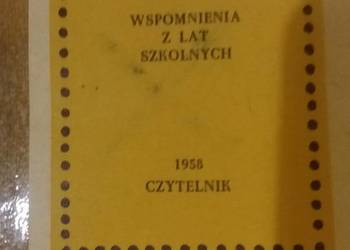 WSPOMNIENIA
Z LAT
SZKOLNYCH
1958
CZYTELNIK